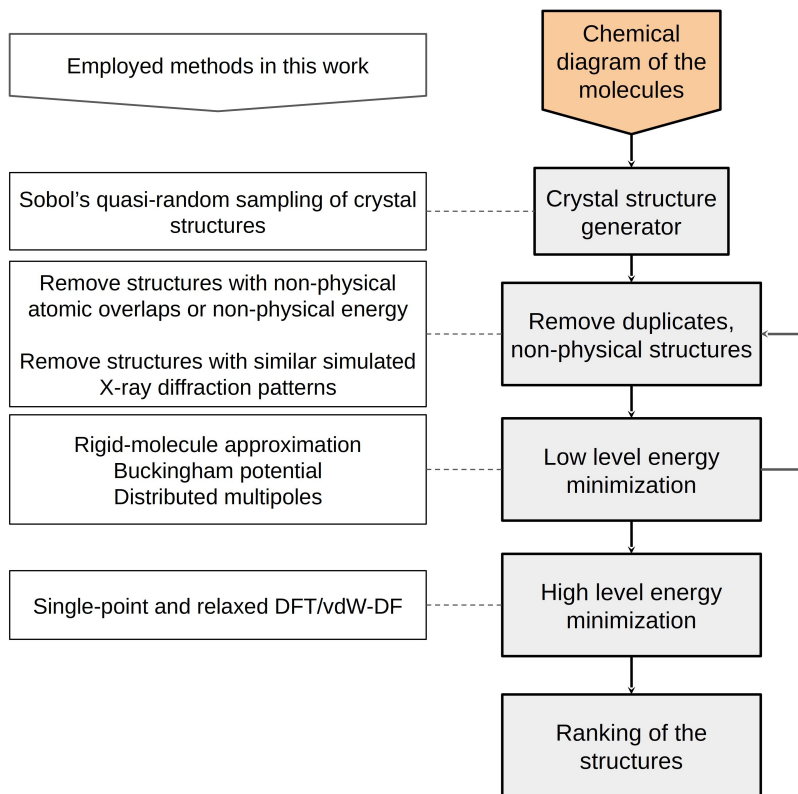 Employed methods in this work
Chemical
diagram of the
molecules
Sobol’s quasi-random sampling of crystal
structures
Crystal structure
generator
Remove structures with non-physical
atomic overlaps or non-physical energy
Remove structures with similar simulated
X-ray diffraction patterns
Remove duplicates,
non-physical structures
Rigid-molecule approximation
Buckingham potential
Distributed multipoles
Low level energy
minimization
Single-point and relaxed DFT/vdW-DF
High level energy
minimization
Ranking of the
structures